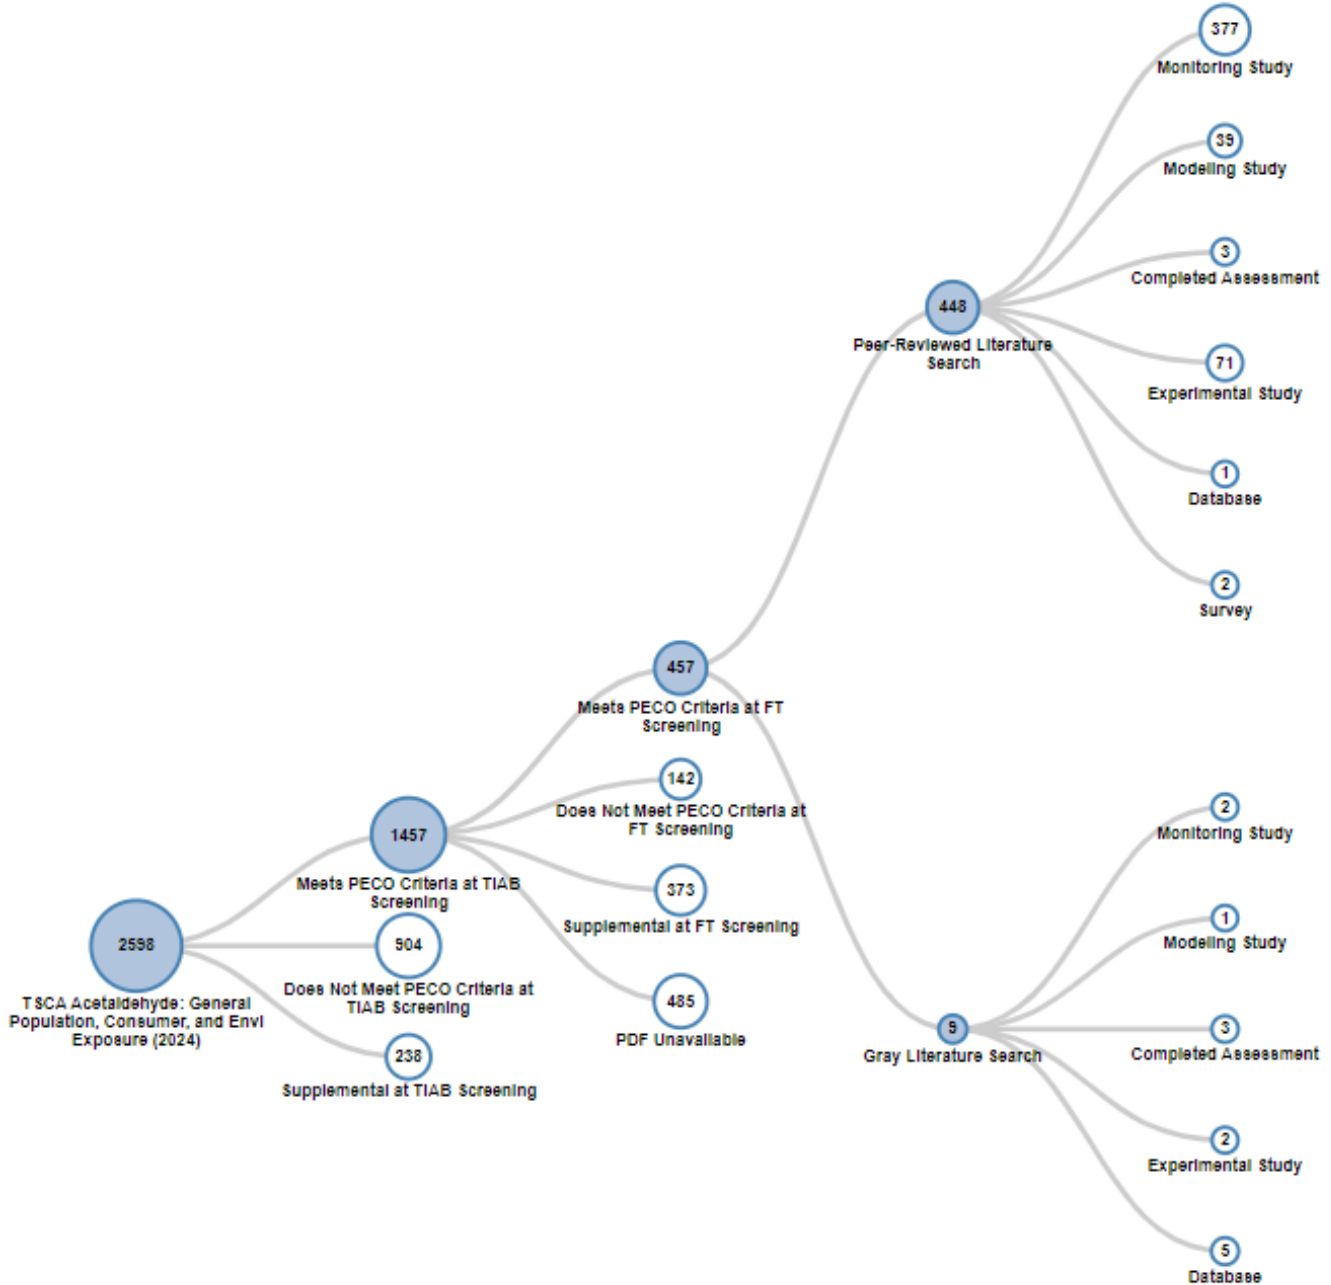 377
Monitoring Study
39
Modeling Study
3
Completed Assessment
448
Peer-Reviewed Literature
Search
71
Experimental Study
1
Database
2
Survey
457
Meets PECO Criteria at FT
Screening
142
Does Not Meet PECO Criteria at
FT Screening
1457
Meets PECO Criteria at TIAB
Screening
373
Supplemental at FT Screening
2598
TSCA Acetaldehyde: General
Population, Consumer, and Envi
Exposure (2024)
904
Does Not Meet PECO Criteria at
TIAB Screening
485
PDF Unavailable
238
Supplemental at TIAB Screening
9
Gray Literature Search
2
Monitoring Study
1
Modeling Study
3
Completed Assessment
2
Experimental Study
5
Database